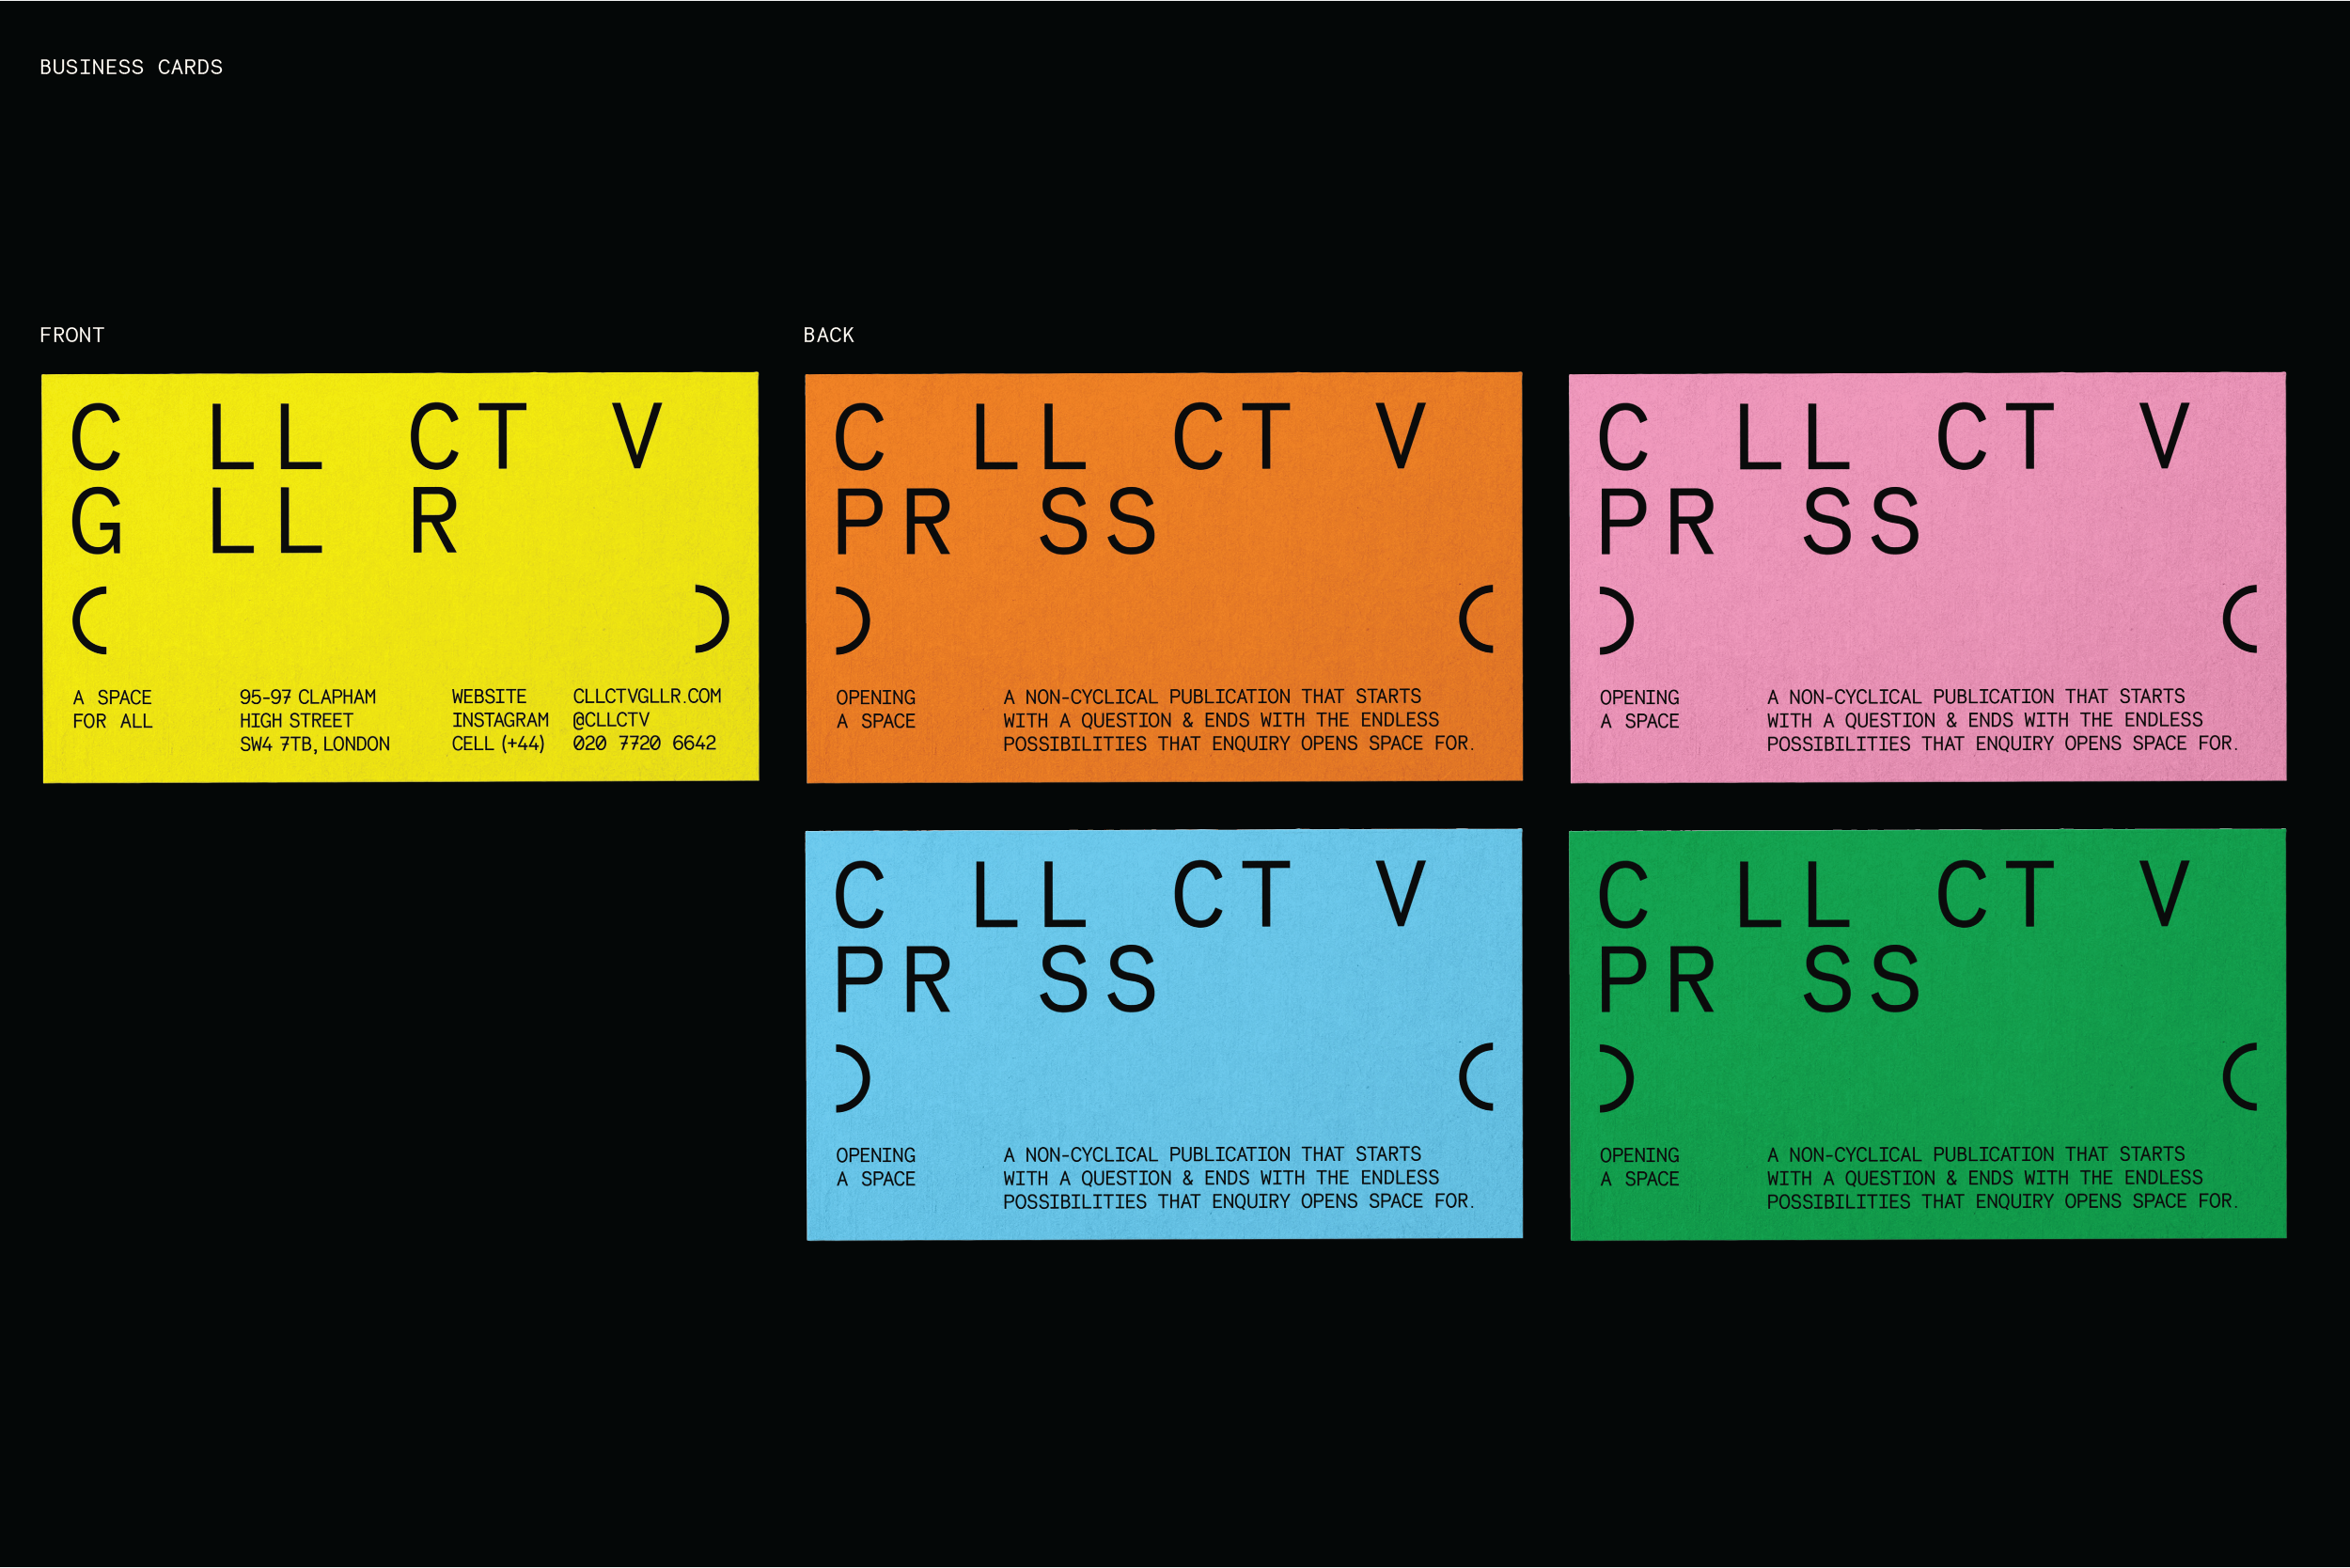 BUSINESS CARDS
FRONT
BACK
C LL CT V
G LL R
A SPACE
FOR ALL
95-97 CLAPHAM
HIGH STREET
SW4 7TB, LONDON
WEBSITE CLLCTVGLLR.COM
INSTAGRAM @CLLCTV
CELL (+44) 020 7720 6642
C LL CT V
PR SS
OPENING
A SPACE
A NON-CYCLICAL PUBLICATION THAT STARTS
WITH A QUESTION & ENDS WITH THE ENDLESS
POSSIBILITIES THAT ENQUIRY OPENS SPACE FOR.
C LL CT V
PR SS
OPENING
A SPACE
A NON-CYCLICAL PUBLICATION THAT STARTS
WITH A QUESTION & ENDS WITH THE ENDLESS
POSSIBILITIES THAT ENQUIRY OPENS SPACE FOR.
C LL CT V
PR SS
OPENING
A SPACE
A NON-CYCLICAL PUBLICATION THAT STARTS
WITH A QUESTION & ENDS WITH THE ENDLESS
POSSIBILITIES THAT ENQUIRY OPENS SPACE FOR.
C LL CT V
PR SS
OPENING
A SPACE
A NON-CYCLICAL PUBLICATION THAT STARTS
WITH A QUESTION & ENDS WITH THE ENDLESS
POSSIBILITIES THAT ENQUIRY OPENS SPACE FOR.